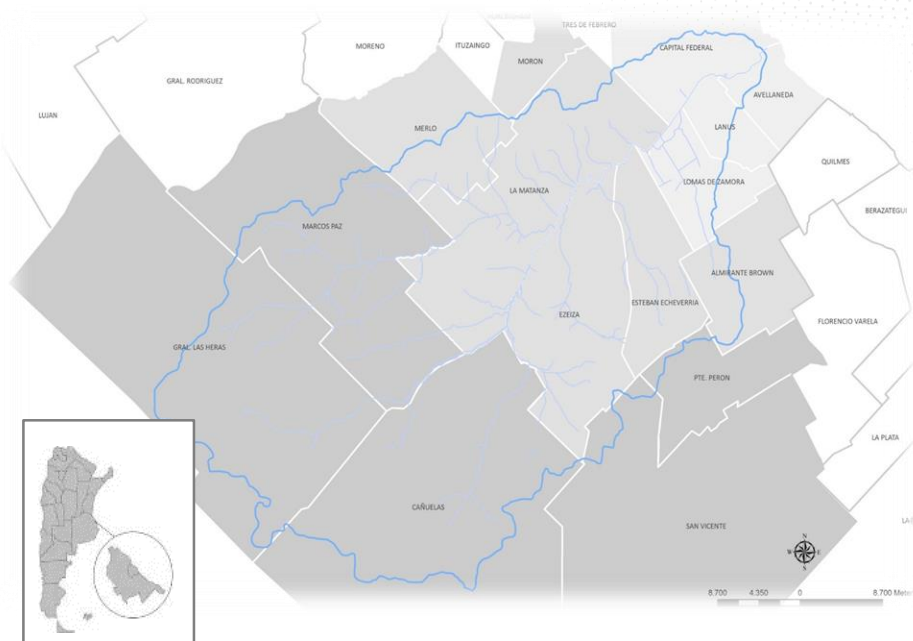 TRES DE FEBRERO
MORENO
ITUZAINGO
CAPITAL FEDERAL
MORON
GRAL. RODRIGUEZ
AVELLANEDA
LUJAN
MERLO
LANUS
QUILMES
LA MATANZA
LOMAS DE ZAMORA
BERAZATEGUI
MARCOS PAZ
ALMIRANTE BROWN
ESTEBAN ECHEVERRIA
EZEIZA
FLORENCIO VARELA
GRAL. LAS HERAS
PTE. PERON
LA PLATA
CAÑUELAS
SAN VICENTE
N
W E
S
8.700 4.350 0 8.700 Mete